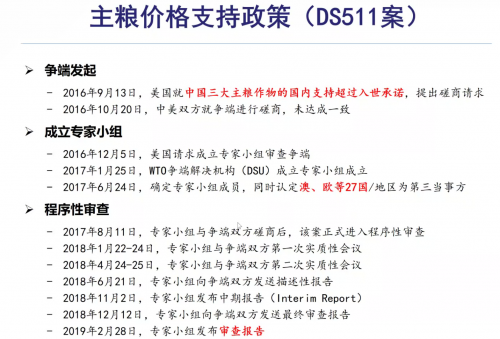 主粮价格支持政策（DS511案）
➢ 争端发起
- 2016年9月13日，美国就中国三大主粮作物的国内支持超过入世承诺，提出磋商请求
- 2016年10月20日，中美双方就争端进行磋商，未达成一致
➢ 成立专家小组
- 2016年12月5日，美国请求成立专家小组审查争端
- 2017年1月25日，WTO争端解决机构（DSU）成立专家小组成立
- 2017年6月24日，确定专家小组成员，同时认定澳、欧等27国/地区为第三当事方
➢ 程序性审查
- 2017年8月11日，专家小组与争端双方磋商后，该案正式进入程序性审查
- 2018年1月22-24日，专家小组与争端双方第一次实质性会议
- 2018年4月24-25日，专家小组与争端双方第二次实质性会议
- 2018年6月21日，专家小组向争端双方发送描述性报告
- 2018年11月2日，专家小组发布中期报告（Interim Report）
- 2018年12月12日，专家小组向争端双方发送最终审查报告
- 2019年2月28日，专家小组发布审查报告